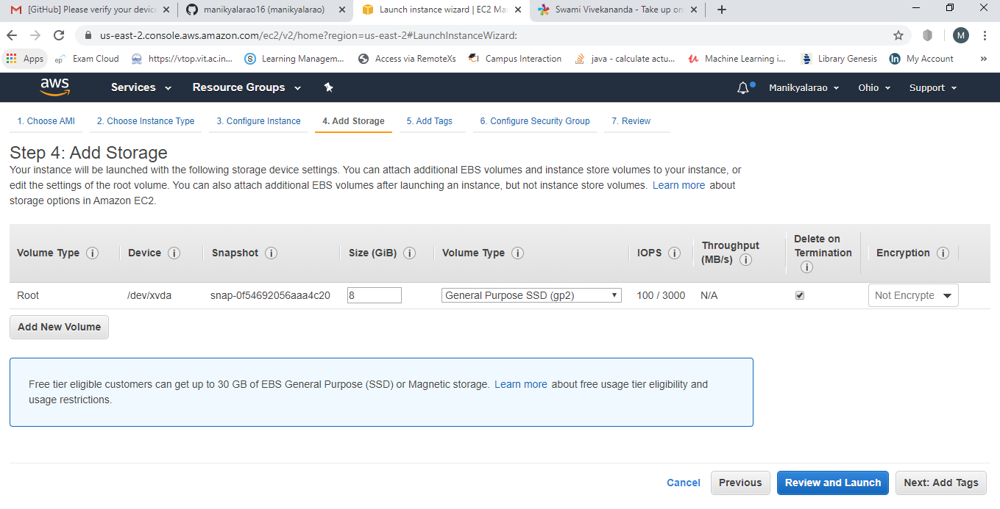 [GitHub] Please verify your device
manikyalarao16 (manikyalarao)
Launch instance wizard | EC2 Ma
Swami Vivekananda - Take up on
us-east-2.console.aws.amazon.com/ec2/v2/home?region=us-east-2#LaunchInstanceWizard:
M
Apps
ep
Exam Cloud
https://vtop.vit.ac.in...
S
Learning Managem...
Access via RemoteXs
Campus Interaction
java - calculate actu...
Machine Learning i...
Library Genesis
in
My Account
»
aws
Services
Resource Groups
Manikyalarao
Ohio
Support
1. Choose AMI
2. Choose Instance Type
3. Configure Instance
4. Add Storage
5. Add Tags
6. Configure Security Group
7. Review
Step 4: Add Storage
Your instance will be launched with the following storage device settings. You can attach additional EBS volumes and instance store volumes to your instance, or
edit the settings of the root volume. You can also attach additional EBS volumes after launching an instance, but not instance store volumes. Learn more about
storage options in Amazon EC2.
Volume Type i
Device i
Snapshot i
Size (GiB) i
Volume Type i
IOPS i
Throughput
(MB/s) i
Delete on
Termination
i
Encryption i
Root
/dev/xvda
snap-0f54692056aaa4c20
8
General Purpose SSD (gp2)
100 / 3000
N/A
Not Encrypte
Add New Volume
Free tier eligible customers can get up to 30 GB of EBS General Purpose (SSD) or Magnetic storage. Learn more about free usage tier eligibility and
usage restrictions.
Cancel
Previous
Review and Launch
Next: Add Tags